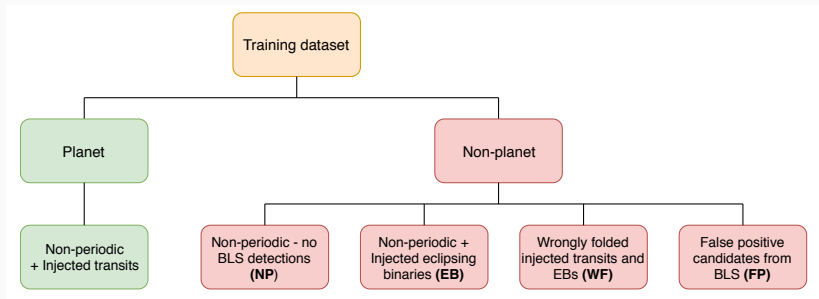 Training dataset
Planet
Non-planet
Non-periodic
+ Injected transits
Non-periodic - no
BLS detections
(NP)
Non-periodic +
Injected eclipsing
binaries (EB)
Wrongly folded
injected transits and
EBs (WF)
False positive
candidates from
BLS (FP)